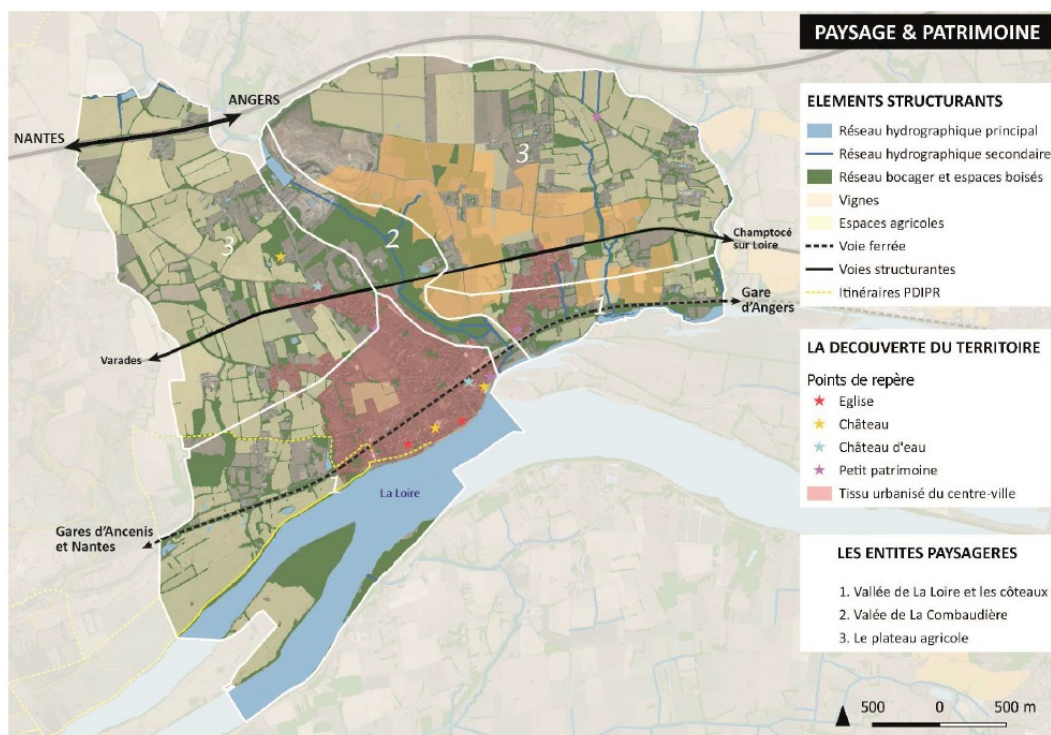 PAYSAGE & PATRIMOINE
ELEMENTS STRUCTURANTS
Réseau hydrographique principal
Réseau hydrographique secondaire
Réseau bocager et espaces boisés
Vignes
Espaces agricoles
Voie ferrée
Voies structurantes
Itinéraires PDIPR
LA DECOUVERTE DU TERRITOIRE
Points de repère
Eglise
Château
Château d'eau
Petit patrimoine
Tissu urbanisé du centre-ville
LES ENTITES PAYSAGERES
1. Vallée de La Loire et les côteaux
2. Valée de La Combaudière
3. Le plateau agricole
500 0 500 m
ANGERS
NANTES
3
3
2
Champtocé
sur Loire
1
Gare
d'Angers
Varades
1
La Loire
Gares d'Ancenis
et Nantes